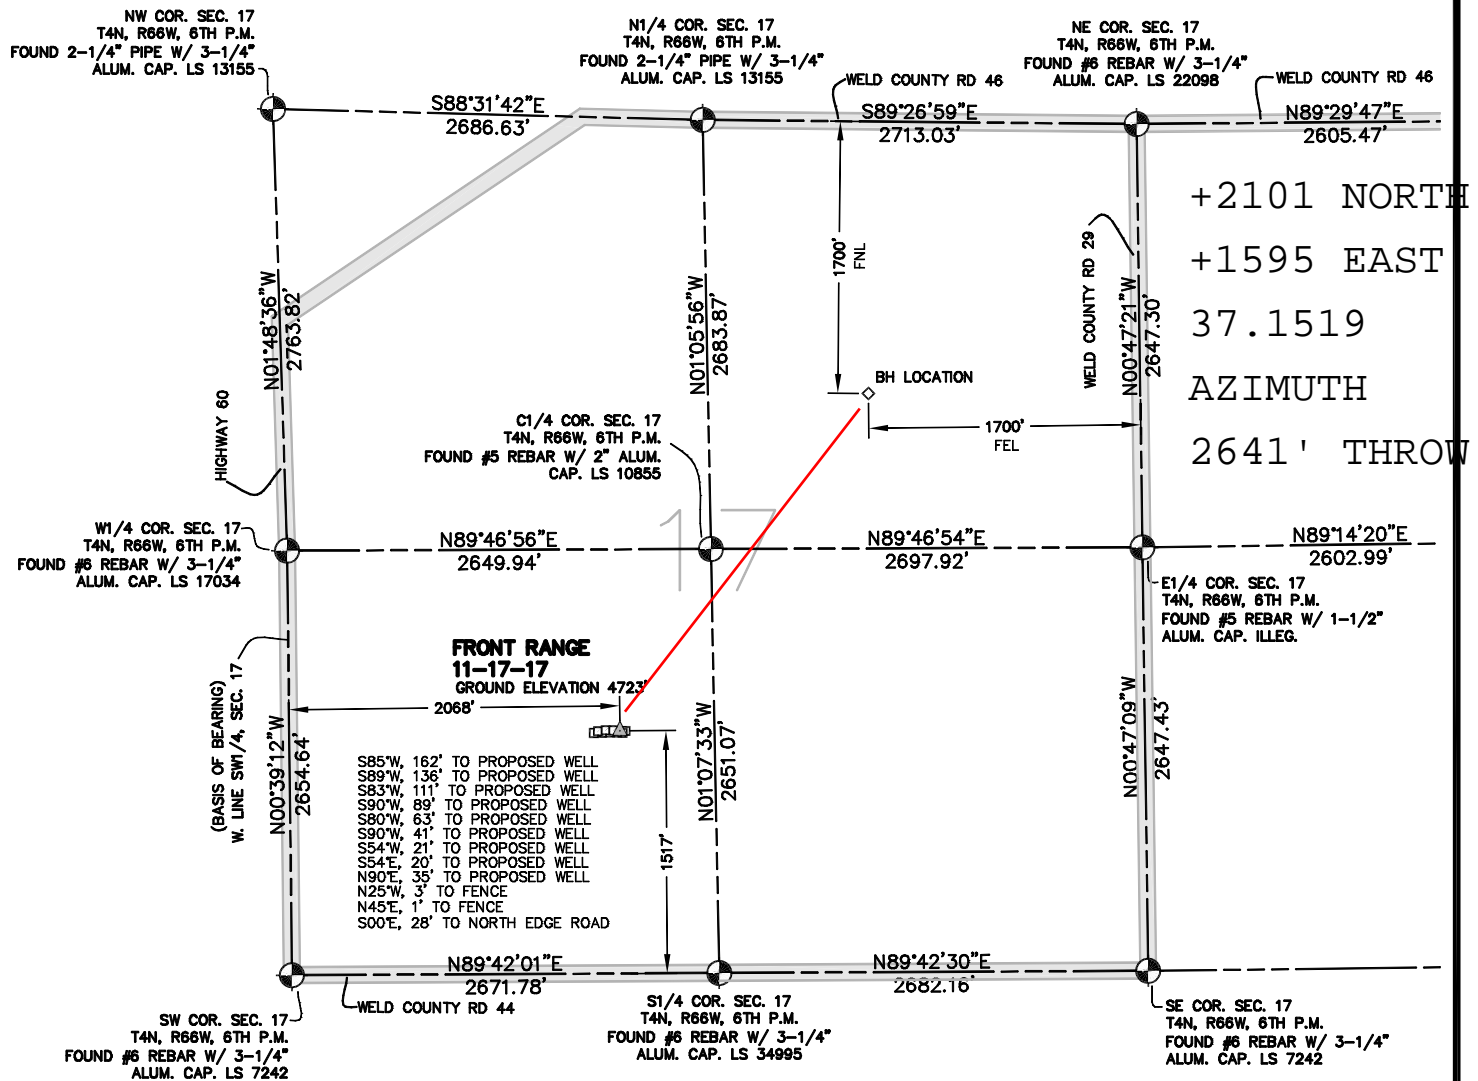 NW COR. SEC. 17
T4N, R66W, 6TH P.M.
FOUND 2-1/4" PIPE W/ 3-1/4"
ALUM. CAP. LS 13155
N1/4 COR. SEC. 17
T4N, R66W, 6TH P.M.
FOUND 2-1/4" PIPE W/ 3-1/4"
ALUM. CAP. LS 13155
NE COR. SEC. 17
T4N, R66W, 6TH P.M.
FOUND #6 REBAR W/ 3-1/4"
ALUM. CAP. LS 22098
WELD COUNTY RD 46
WELD COUNTY RD 46
S88°31'42"E
2686.63'
S89°26'59"E
2713.03'
N89°29'47"E
2605.47'
+2101 NORTH
+1595 EAST
37.1519
AZIMUTH
2641' THROW
1700'
FNL
WELD COUNTY RD 29
N00°47'21"W
2647.30'
N01°48'36"W
2763.82'
N01°05'56"W
2683.87'
HIGHWAY 60
BH LOCATION
1700'
FEL
C1/4 COR. SEC. 17
T4N, R66W, 6TH P.M.
FOUND #5 REBAR W/ 2" ALUM.
CAP. LS 10855
17
W1/4 COR. SEC. 17
T4N, R66W, 6TH P.M.
FOUND #6 REBAR W/ 3-1/4"
ALUM. CAP. LS 17034
N89°46'56"E
2649.94'
N89°46'54"E
2697.92'
N89°14'20"E
2602.99'
E1/4 COR. SEC. 17
T4N, R66W, 6TH P.M.
FOUND #5 REBAR W/ 1-1/2"
ALUM. CAP. ILLEG.
FRONT RANGE
11-17-17
GROUND ELEVATION 4723'
2068'
(BASIS OF BEARING)
W. LINE SW1/4, SEC. 17
N00°39'12"W
2654.64'
N01°07'33"W
2651.07'
N00°47'09"W
2647.43'
1517'
S85°W, 162' TO PROPOSED WELL
S89°W, 136' TO PROPOSED WELL
S83°W, 111' TO PROPOSED WELL
S90°W, 89' TO PROPOSED WELL
S80°W, 63' TO PROPOSED WELL
S90°W, 41' TO PROPOSED WELL
S54°W, 21' TO PROPOSED WELL
S54°E, 20' TO PROPOSED WELL
N90°E, 35' TO PROPOSED WELL
N25°W, 3' TO FENCE
N45°E, 1' TO FENCE
S00°E, 28' TO NORTH EDGE ROAD
N89°42'01"E
2671.78'
N89°42'30"E
2682.16'
WELD COUNTY RD 44
SW COR. SEC. 17
T4N, R66W, 6TH P.M.
FOUND #6 REBAR W/ 3-1/4"
ALUM. CAP. LS 7242
S1/4 COR. SEC. 17
T4N, R66W, 6TH P.M.
FOUND #6 REBAR W/ 3-1/4"
ALUM. CAP. LS 34995
SE COR. SEC. 17
T4N, R66W, 6TH P.M.
FOUND #6 REBAR W/ 3-1/4"
ALUM. CAP. LS 7242